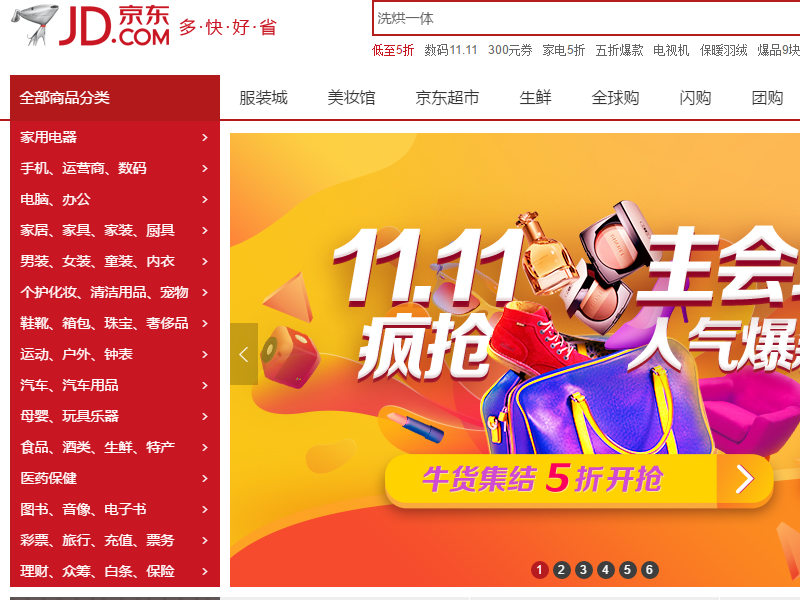 JD.COM 京东
多·快·好·省
洗烘一体
低至5折 数码11.11 300元券 家电5折 五折爆款 电视机 保暖羽绒 爆品9块
全部商品分类
服装城 美妆馆 京东超市 生鲜 全球购 闪购 团购
家用电器
手机、运营商、数码
电脑、办公
家居、家具、家装、厨具
男装、女装、童装、内衣
个护化妆、清洁用品、宠物
鞋靴、箱包、珠宝、奢侈品
运动、户外、钟表
汽车、汽车用品
母婴、玩具乐器
食品、酒类、生鲜、特产
医药保健
图书、音像、电子书
彩票、旅行、充值、票务
理财、众筹、白条、保险
11.11 主会
疯抢 人气爆
牛货集结 5折开抢
1 2 3 4 5 6